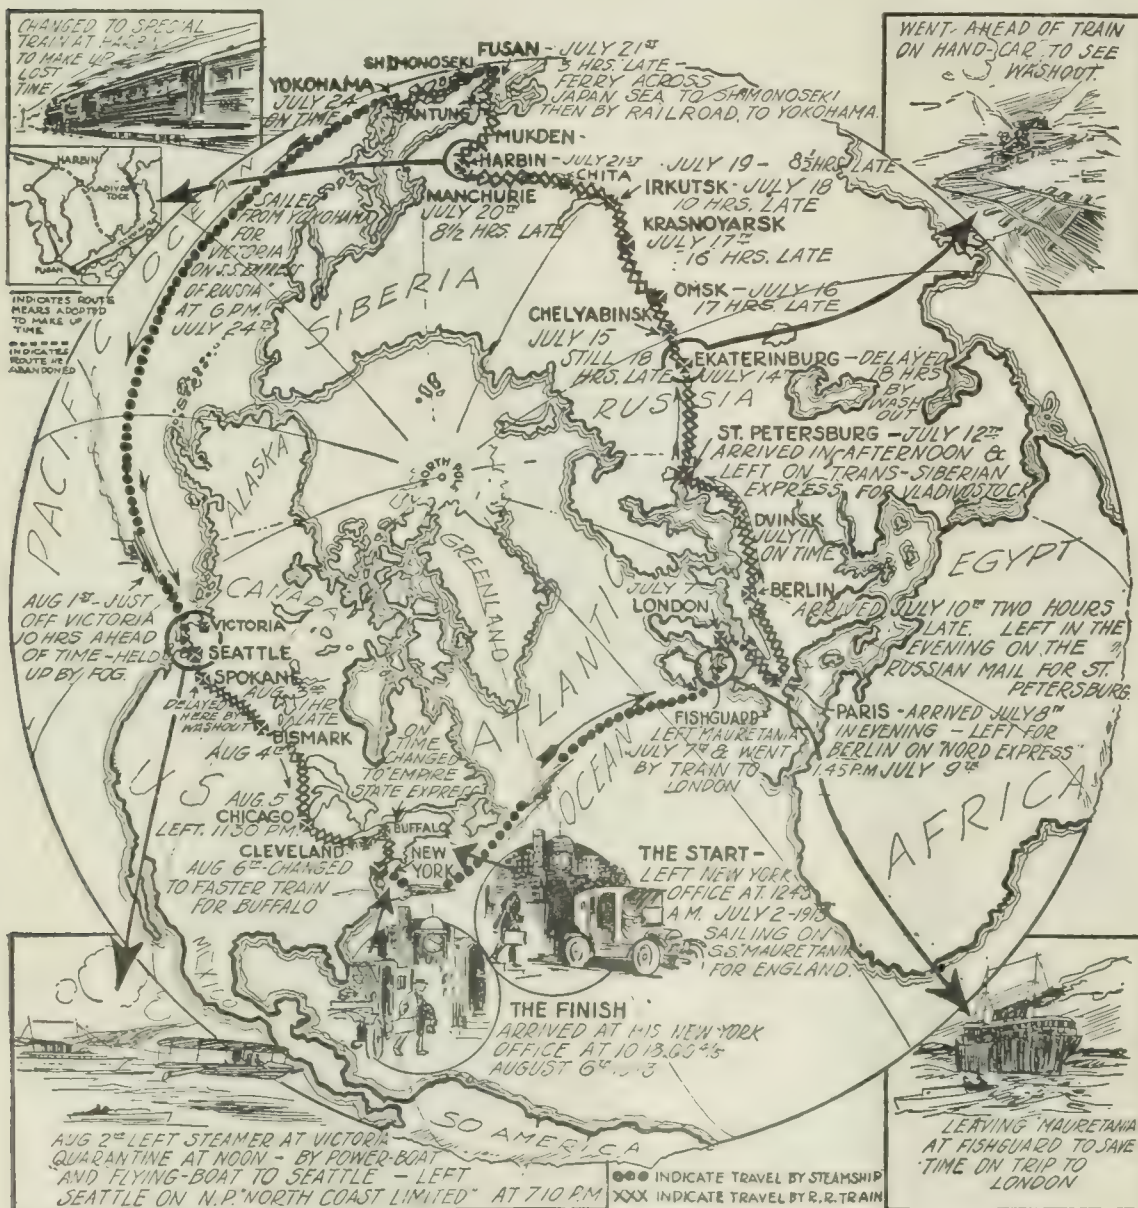 CHANGED TO SPECIAL
TRAIN AT
TO MAKE UP
LOST
TIME
WENT AHEAD OF TRAIN
ON HAND-CAR TO SEE
WASHOUT.
FUSAN - JULY 21ST
5 HRS. LATE -
FERRY ACROSS
JAPAN SEA TO SHIMONOSEKI
THEN BY RAILROAD, TO YOKOHAMA.
SHIMONOSEKI
YOKOHAMA
JULY 24
ON TIME
ANTUNG
MUKDEN
HARBIN - JULY 21ST
CHITA
JULY 19 - 8½ HRS. LATE
MANCHURIE
JULY 20TH
8½ HRS. LATE
IRKUTSK - JULY 18
10 HRS. LATE
KRASNOYARSK
JULY 17TH
16 HRS. LATE
OMSK - JULY 16
17 HRS. LATE
CHELYABINSK
JULY 15
STILL 18
HRS. LATE
EKATERINBURG - DELAYED
JULY 14TH 18 HRS
BY
WASH
OUT
HARBIN
VLADIVOSTOCK
FUSAN
INDICATES ROUTE
MEARS ADOPTED
TO MAKE UP
TIME
INDICATES
ROUTE HE
ABANDONED
SAILED
FROM YOKOHAMA
FOR
VICTORIA
ON S.S. EMPRESS
OF RUSSIA"
AT 6 P.M.
JULY 24TH
PACIFIC OCEAN
SIBERIA
RUSSIA
ALASKA
NORTH POLE
GREENLAND
CANADA
ST. PETERSBURG - JULY 12TH
ARRIVED IN AFTERNOON &
LEFT ON TRANS-SIBERIAN
EXPRESS, FOR VLADIVOSTOCK
DVINSK
JULY 11
ON TIME
EGYPT
BERLIN
ARRIVED JULY 10TH TWO HOURS
LATE. LEFT IN THE
EVENING ON THE
RUSSIAN MAIL FOR ST.
PETERSBURG.
JULY 7
LONDON
AUG 1ST - JUST
OFF VICTORIA
10 HRS AHEAD
OF TIME - HELD
UP BY FOG.
VICTORIA
SEATTLE
SPOKANE
AUG.
1 HR
LATE
DELAYED
HERE BY
WASHOUT
BISMARK
AUG 4TH
U S
ATLANTIC
OCEAN
FISHGUARD
LEFT MAURETANIA
JULY 7TH & WENT
BY TRAIN TO
LONDON
PARIS - ARRIVED JULY 8TH
IN EVENING - LEFT FOR
BERLIN ON "NORD EXPRESS"
1.45 P.M JULY 9TH
AFRICA
ON
TIME
CHANGED
TO "EMPIRE
STATE EXPRESS
AUG. 5
CHICAGO
LEFT. 11 30 P.M.
BUFFALO
CLEVELAND
AUG 6TH - CHANGED
TO FASTER TRAIN
FOR BUFFALO
NEW
YORK
THE START -
LEFT NEW YORK
OFFICE AT 12 45
A.M. JULY 2 - 1913
SAILING ON
S.S. "MAURETANIA
FOR ENGLAND.
MEXICO
THE FINISH
ARRIVED AT HIS NEW YORK
OFFICE AT
AUGUST 6TH
SO AMERICA
AUG 2ND LEFT STEAMER AT VICTORIA
QUARANTINE AT NOON - BY POWER-BOAT
AND FLYING-BOAT TO SEATTLE - LEFT
SEATTLE ON N.P. "NORTH COAST LIMITED" AT 7 10 P.M
INDICATE TRAVEL BY STEAMSHIP
XXX INDICATE TRAVEL BY R.R. TRAIN
LEAVING "MAURETANIA
AT FISHGUARD TO SAVE
TIME ON TRIP TO
LONDON